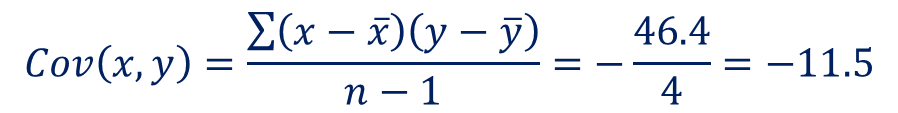 Cov(x, y) = ∑(x − x̄)(y − ȳ) / n − 1 = − 46.4 / 4 = −11.5